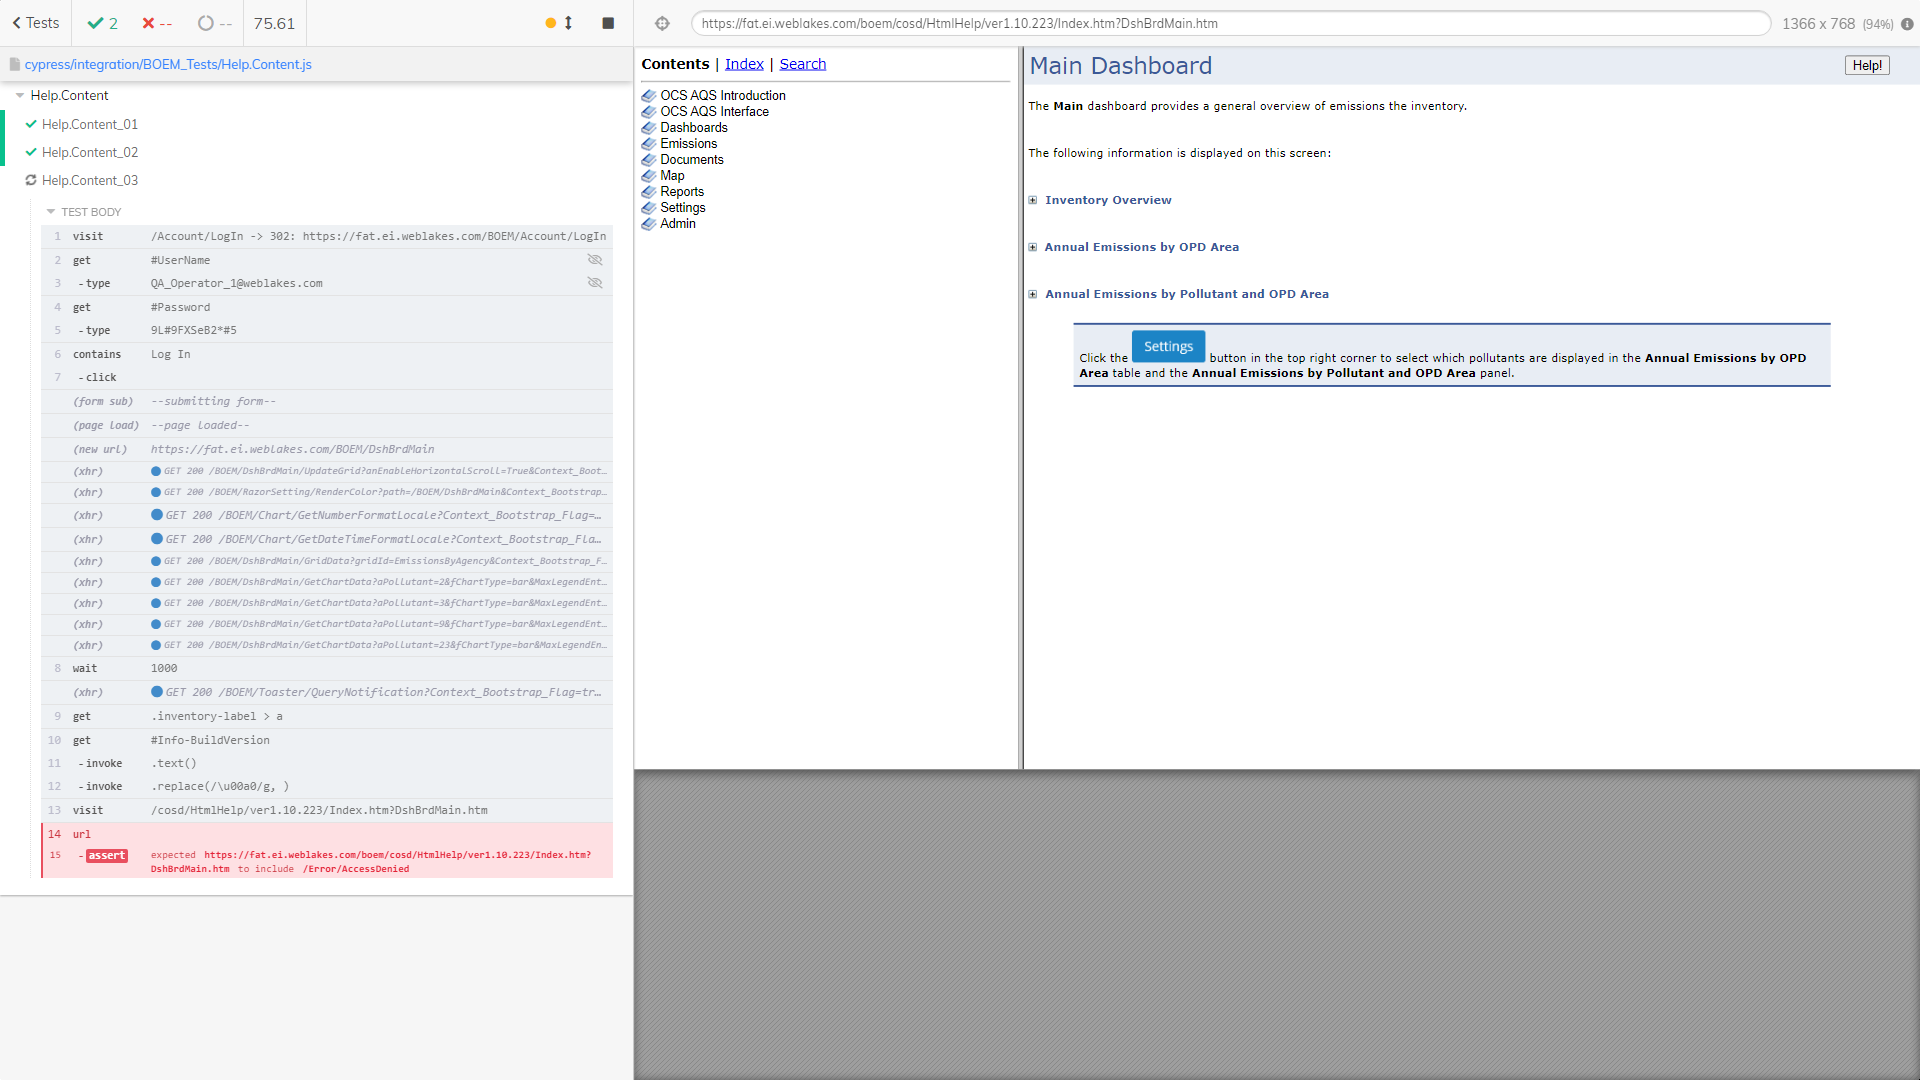 Tests
2
--
--
75.61
https://fat.ei.weblakes.com/boem/cosd/HtmlHelp/ver1.10.223/Index.htm?DshBrdMain.htm
1366 x 768 (94%)
cypress/integration/BOEM_Tests/Help.Content.js
Help.Content
Help.Content_01
Help.Content_02
Help.Content_03
TEST BODY
1 visit /Account/LogIn -> 302: https://fat.ei.weblakes.com/BOEM/Account/LogIn
2 get #UserName
3 -type QA_Operator_1@weblakes.com
4 get #Password
5 -type 9L#9FXSeB2*#5
6 contains Log In
7 -click
(form sub) --submitting form--
(page load) --page loaded--
(new url) https://fat.ei.weblakes.com/BOEM/DshBrdMain
(xhr) GET 200 /BOEM/DshBrdMain/UpdateGrid?anEnableHorizontalScroll=True&Context_Boot...
(xhr) GET 200 /BOEM/RazorSetting/RenderColor?path=/BOEM/DshBrdMain&Context_Bootstrap...
(xhr) GET 200 /BOEM/Chart/GetNumberFormatLocale?Context_Bootstrap_Flag=...
(xhr) GET 200 /BOEM/Chart/GetDateTimeFormatLocale?Context_Bootstrap_Fla...
(xhr) GET 200 /BOEM/DshBrdMain/GridData?gridId=EmissionsByAgency&Context_Bootstrap_F...
(xhr) GET 200 /BOEM/DshBrdMain/GetChartData?aPollutant=2&fChartType=bar&MaxLegendEnt...
(xhr) GET 200 /BOEM/DshBrdMain/GetChartData?aPollutant=3&fChartType=bar&MaxLegendEnt...
(xhr) GET 200 /BOEM/DshBrdMain/GetChartData?aPollutant=9&fChartType=bar&MaxLegendEnt...
(xhr) GET 200 /BOEM/DshBrdMain/GetChartData?aPollutant=23&fChartType=bar&MaxLegendEn...
8 wait 1000
(xhr) GET 200 /BOEM/Toaster/QueryNotification?Context_Bootstrap_Flag=tr...
9 get .inventory-label > a
10 get #Info-BuildVersion
11 -invoke .text()
12 -invoke .replace(/\u00a0/g, )
13 visit /cosd/HtmlHelp/ver1.10.223/Index.htm?DshBrdMain.htm
14 url
15 -assert expected https://fat.ei.weblakes.com/boem/cosd/HtmlHelp/ver1.10.223/Index.htm?
DshBrdMain.htm to include /Error/AccessDenied
Contents | Index | Search
OCS AQS Introduction
OCS AQS Interface
Dashboards
Emissions
Documents
Map
Reports
Settings
Admin
Main Dashboard
Help!
The Main dashboard provides a general overview of emissions the inventory.
The following information is displayed on this screen:
Inventory Overview
Annual Emissions by OPD Area
Annual Emissions by Pollutant and OPD Area
Click the Settings button in the top right corner to select which pollutants are displayed in the Annual Emissions by OPD
Area table and the Annual Emissions by Pollutant and OPD Area panel.